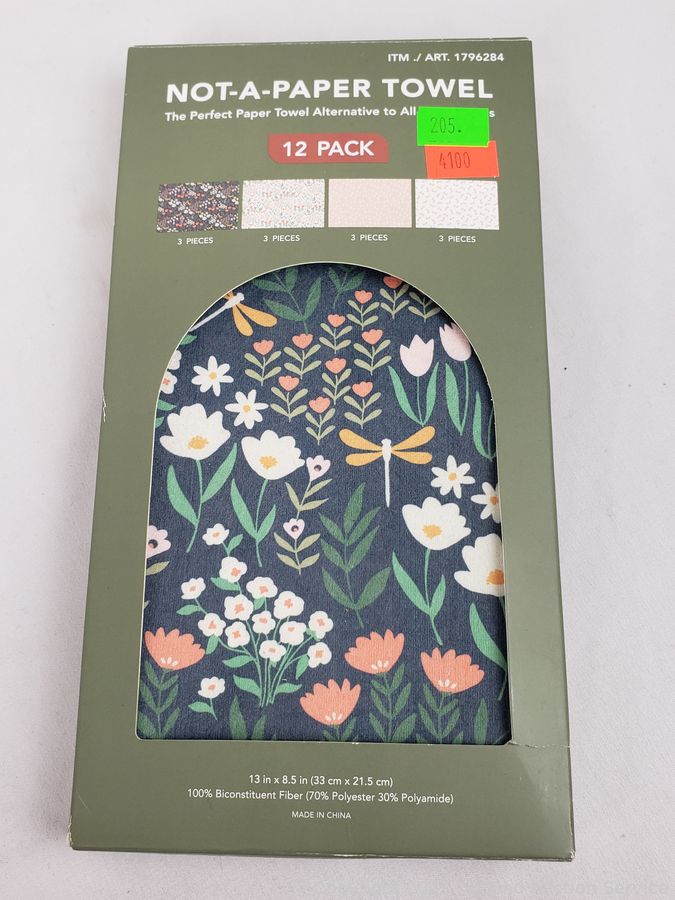 ITM ./ ART. 1796284
NOT-A-PAPER TOWEL
The Perfect Paper Towel Alternative to
205.
12 PACK
4100
3 PIECES
3 PIECES
3 PIECES
3 PIECES
13 in x 8.5 in (33 cm x 21.5 cm)
100% Biconstituent Fiber (70% Polyester 30% Polyamide)
MADE IN CHINA